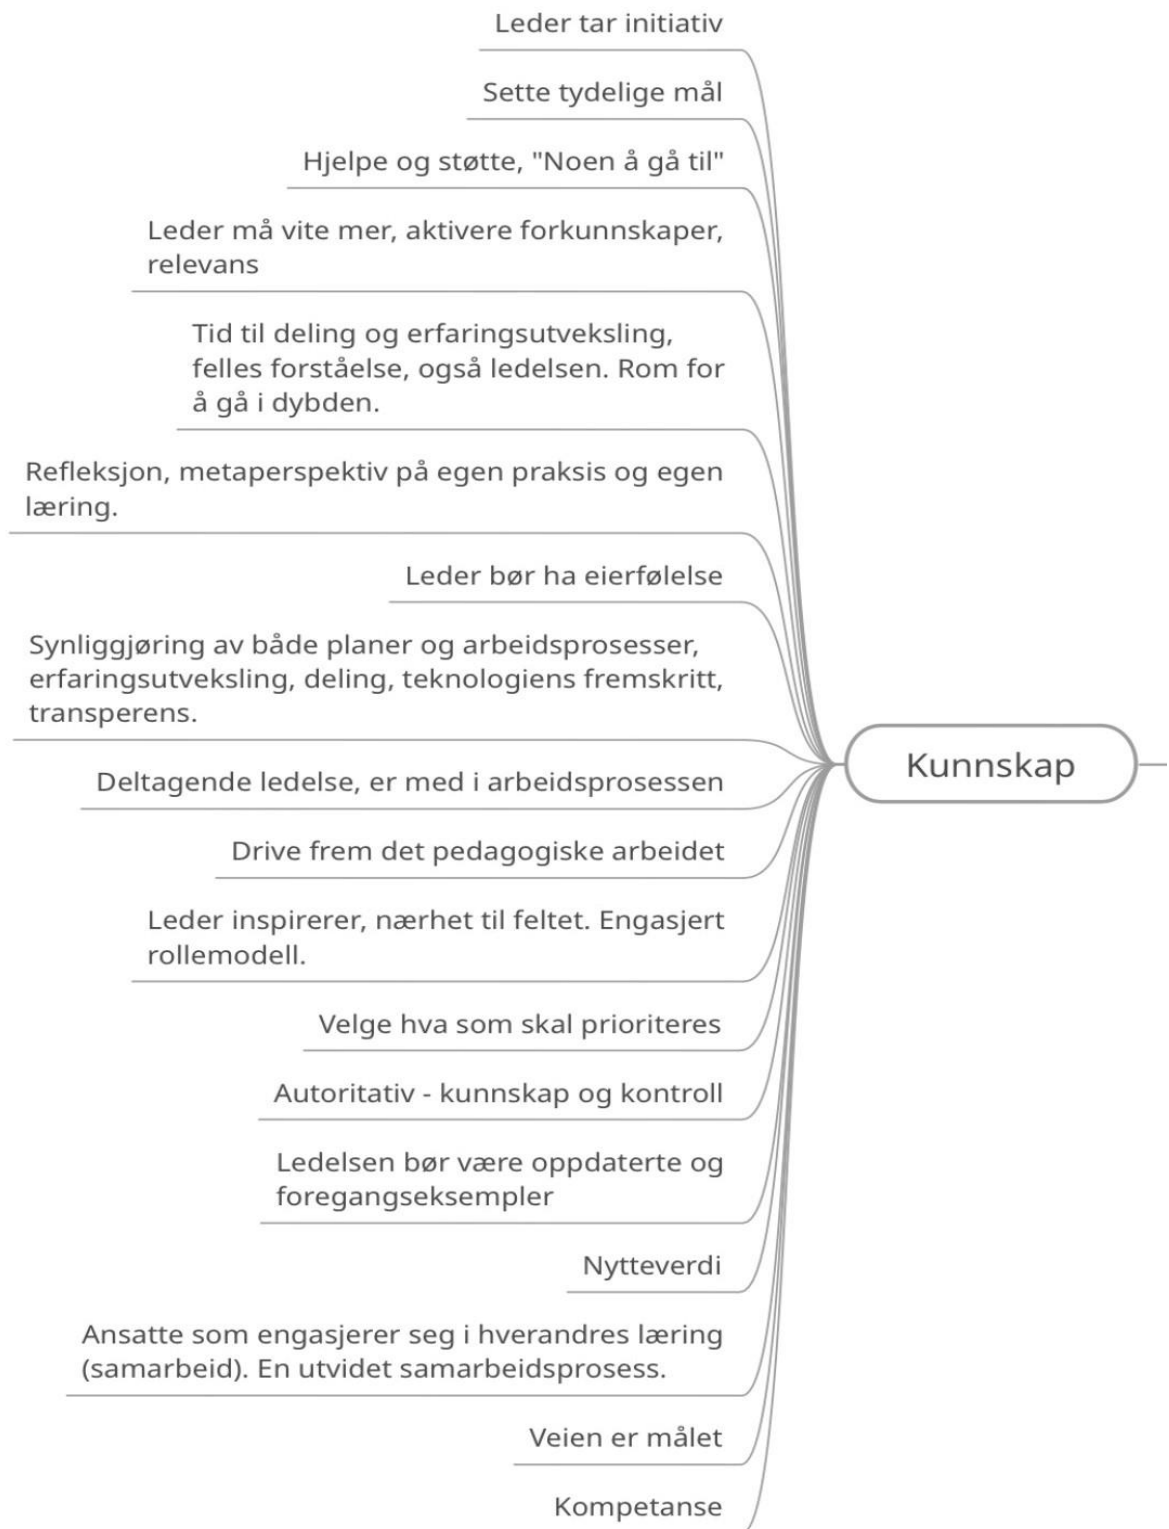 Leder tar initiativ
Sette tydelige mål
Hjelpe og støtte, "Noen å gå til"
Leder må vite mer, aktivere forkunnskaper,
relevans
Tid til deling og erfaringsutveksling,
felles forståelse, også ledelsen. Rom for
å gå i dybden.
Refleksjon, metaperspektiv på egen praksis og egen
læring.
Leder bør ha eierfølelse
Synliggjøring av både planer og arbeidsprosesser,
erfaringsutveksling, deling, teknologiens fremskritt,
transperens.
Kunnskap
Deltagende ledelse, er med i arbeidsprosessen
Drive frem det pedagogiske arbeidet
Leder inspirerer, nærhet til feltet. Engasjert
rollemodell.
Velge hva som skal prioriteres
Autoritativ - kunnskap og kontroll
Ledelsen bør være oppdaterte og
foregangseksempler
Nytteverdi
Ansatte som engasjerer seg i hverandres læring
(samarbeid). En utvidet samarbeidsprosess.
Veien er målet
Kompetanse